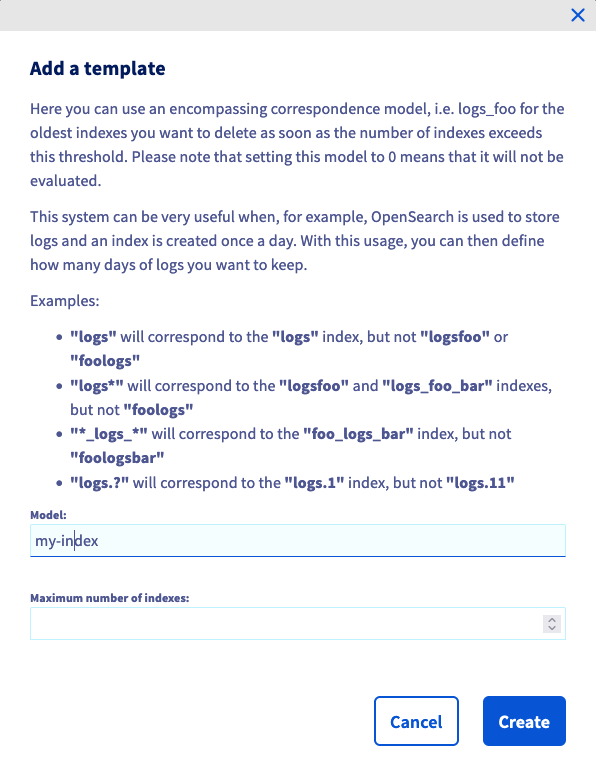 Add a template
Here you can use an encompassing correspondence model, i.e. logs_foo for the
oldest indexes you want to delete as soon as the number of indexes exceeds
this threshold. Please note that setting this model to 0 means that it will not be
evaluated.
This system can be very useful when, for example, OpenSearch is used to store
logs and an index is created once a day. With this usage, you can then define
how many days of logs you want to keep.
Examples:
• "logs" will correspond to the "logs" index, but not "logsfoo" or
"foologs"
• "logs*" will correspond to the "logsfoo" and "logs_foo_bar" indexes,
but not "foologs"
• "*_logs_*" will correspond to the "foo_logs_bar" index, but not
"foologsbar"
• "logs.?" will correspond to the "logs.1" index, but not "logs.11"
Model:
my-index
Maximum number of indexes:
Cancel
Create